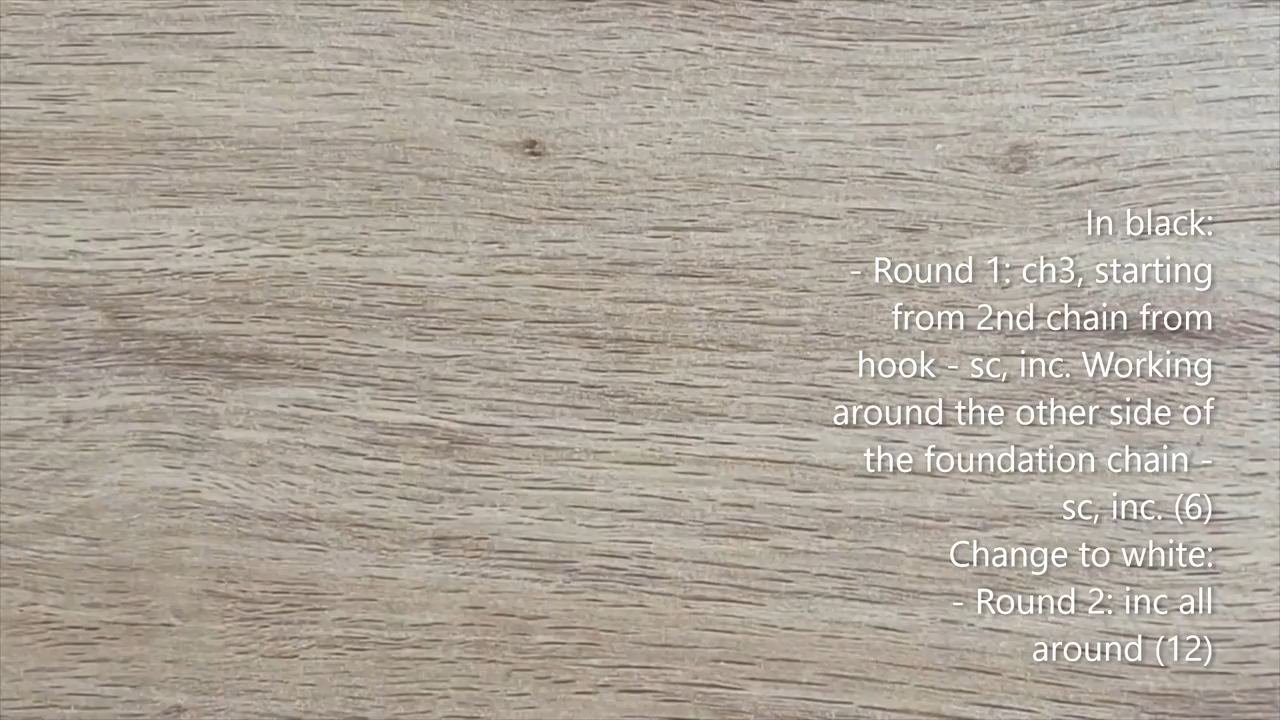 In black:
- Round 1: ch3, starting
from 2nd chain from
hook - sc, inc. Working
around the other side of
the foundation chain -
sc, inc. (6)
Change to white:
- Round 2: inc all
around (12)